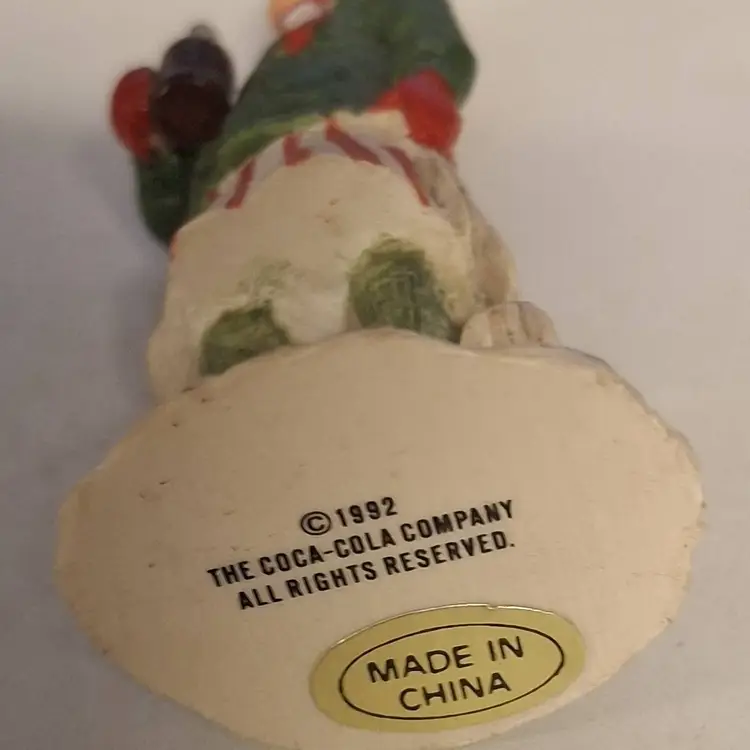 ©1992
THE COCA-COLA COMPANY
ALL RIGHTS RESERVED.
MADE IN
CHINA